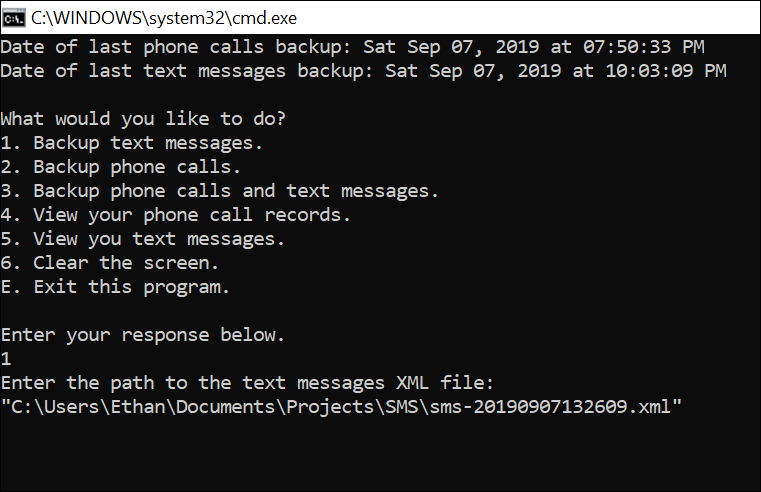 C:\WINDOWS\system32\cmd.exe
Date of last phone calls backup: Sat Sep 07, 2019 at 07:50:33 PM
Date of last text messages backup: Sat Sep 07, 2019 at 10:03:09 PM
What would you like to do?
1. Backup text messages.
2. Backup phone calls.
3. Backup phone calls and text messages.
4. View your phone call records.
5. View you text messages.
6. Clear the screen.
E. Exit this program.
Enter your response below.
1
Enter the path to the text messages XML file:
"C:\Users\Ethan\Documents\Projects\SMS\sms-20190907132609.xml"